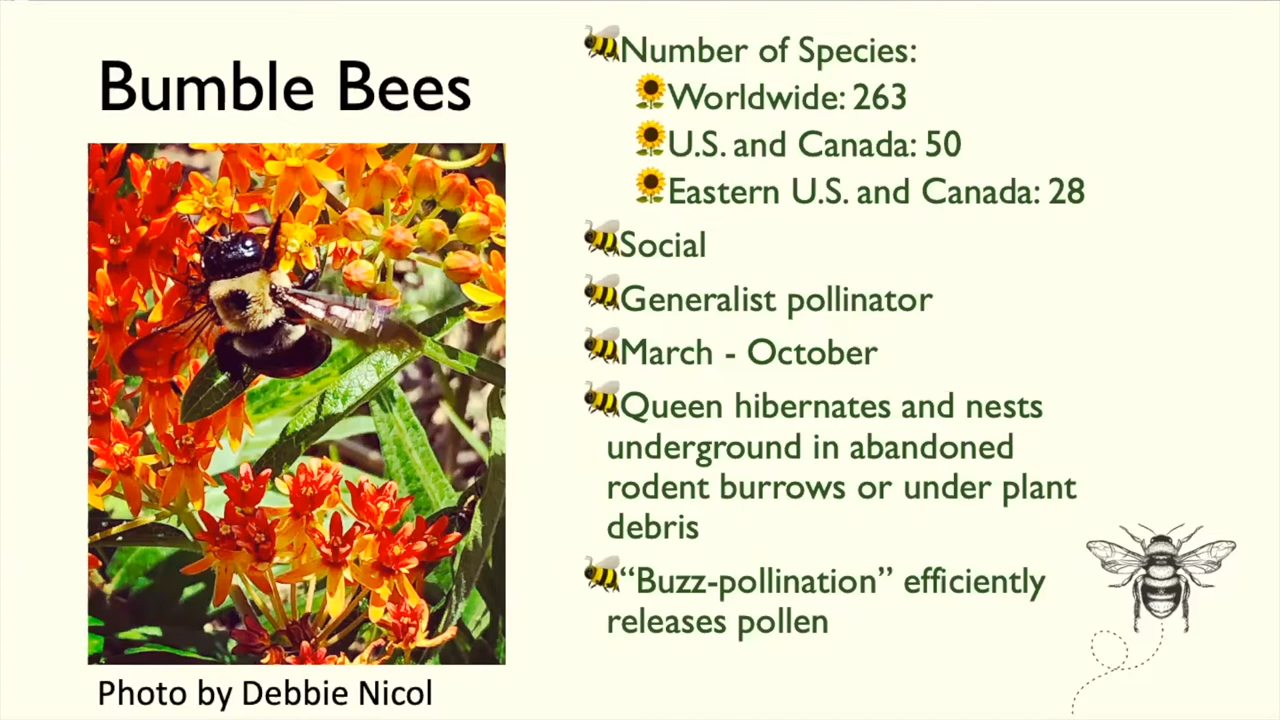 Bumble Bees
Photo by Debbie Nicol
Number of Species:
Worldwide: 263
U.S. and Canada: 50
Eastern U.S. and Canada: 28
Social
Generalist pollinator
March - October
Queen hibernates and nests
underground in abandoned
rodent burrows or under plant
debris
“Buzz-pollination” efficiently
releases pollen